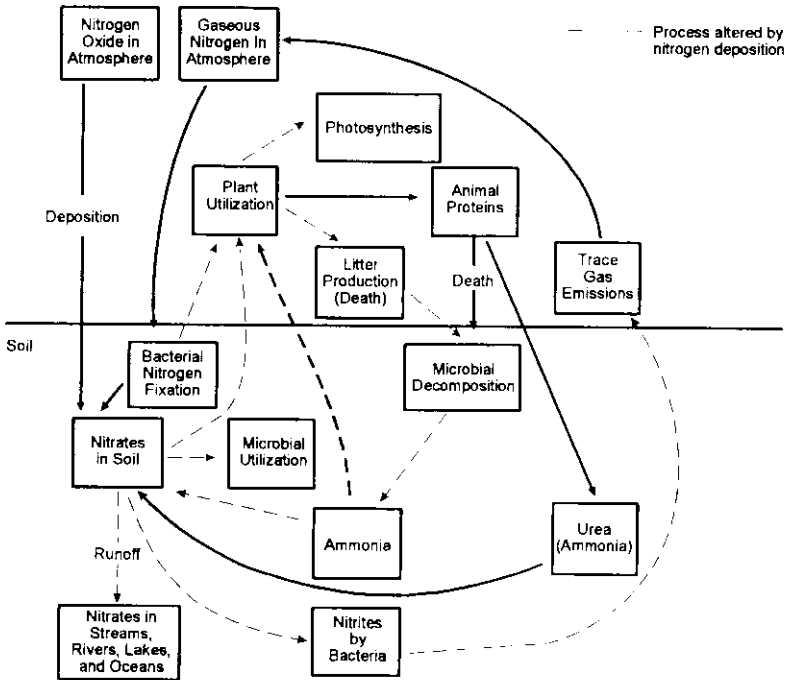 Nitrogen
Oxide in
Atmosphere
Gaseous
Nitrogen In
Atmosphere
Process altered by
nitrogen deposition
Photosynthesis
Plant
Utilization
Animal
Proteins
Deposition
Litter
Production
(Death)
Death
Trace
Gas
Emissions
Soil
Bacterial
Nitrogen
Fixation
Microbial
Decomposition
Nitrates
in Soil
Microbial
Utilization
Ammonia
Urea
(Ammonia)
Runoff
Nitrates in
Streams,
Rivers, Lakes,
and Oceans
Nitrites
by
Bacteria